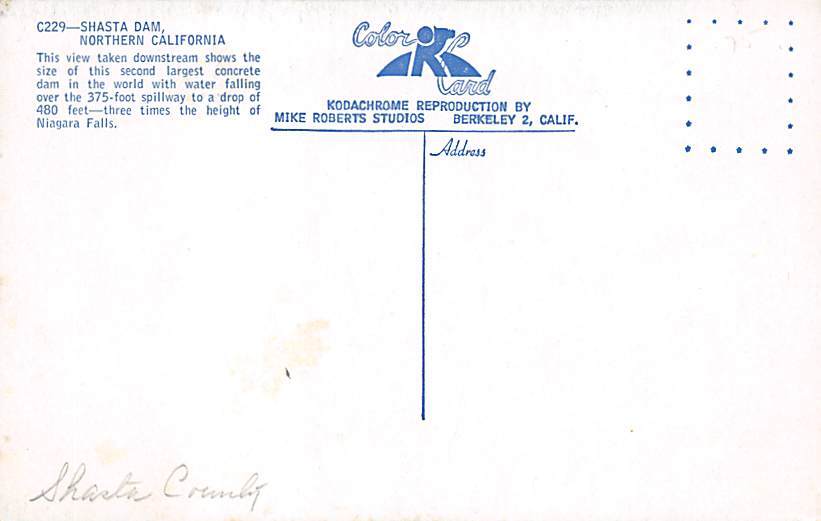 C229—SHASTA DAM,
NORTHERN CALIFORNIA
This view taken downstream shows the
size of this second largest concrete
dam in the world with water falling
over the 375-foot spillway to a drop of
480 feet—three times the height of
Niagara Falls.
Color
Card
KODACHROME REPRODUCTION BY
MIKE ROBERTS STUDIOS BERKELEY 2, CALIF.
Address
Shasta County